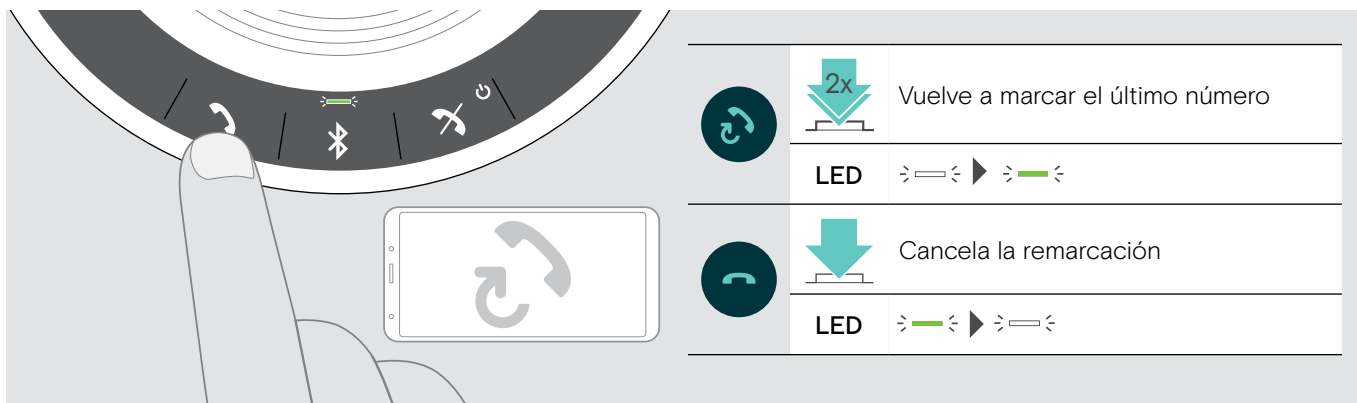 2x
Vuelve a marcar el último número
LED
Cancela la remarcación
LED